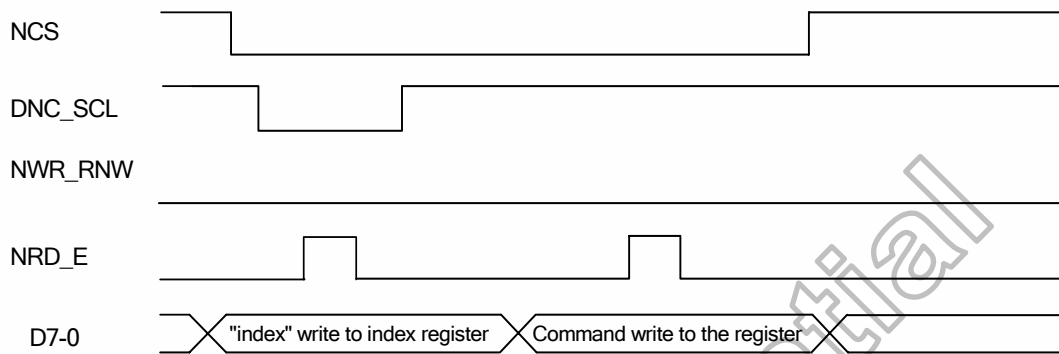 NCS
DNC_SCL
NWR_RNW
NRD_E
D7-0 "index" write to index register Command write to the register